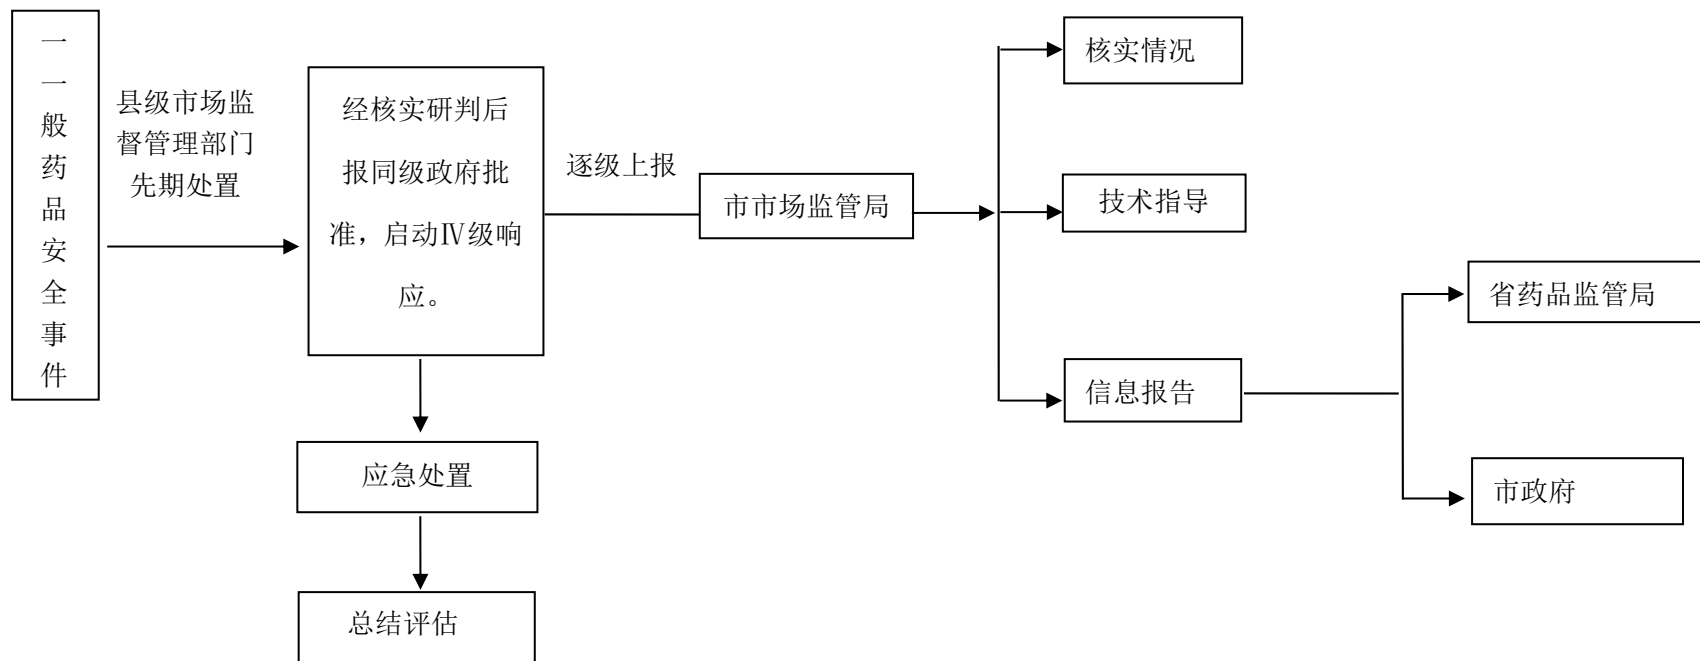 一
一
般
药
品
安
全
事
件
县级市场监
督管理部门
先期处置
经核实研判后
报同级政府批
准，启动Ⅳ级响
应。
逐级上报
市市场监管局
核实情况
技术指导
信息报告
省药品监管局
市政府
应急处置
总结评估